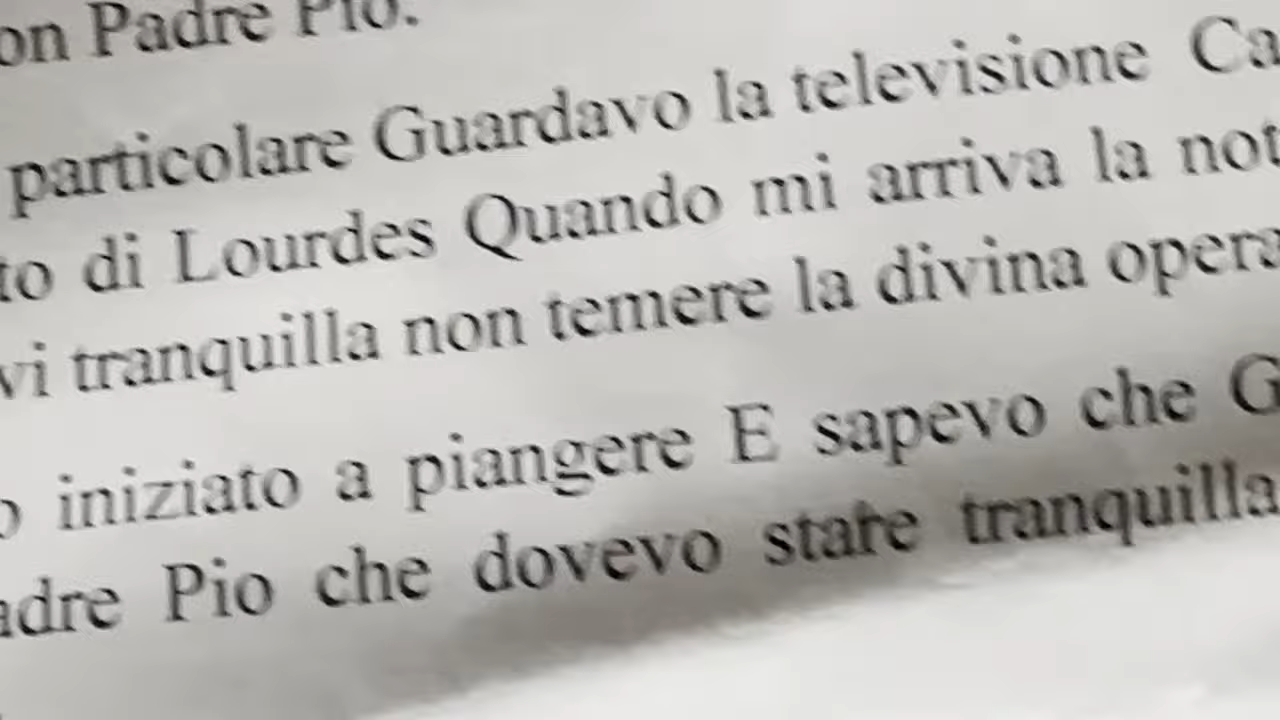 on Padre Pio.
particolare Guardavo la televisione Ca
to di Lourdes Quando mi arriva la not
vi tranquilla non temere la divina opera
o iniziato a piangere E sapevo che G
adre Pio che dovevo stare tranquilla